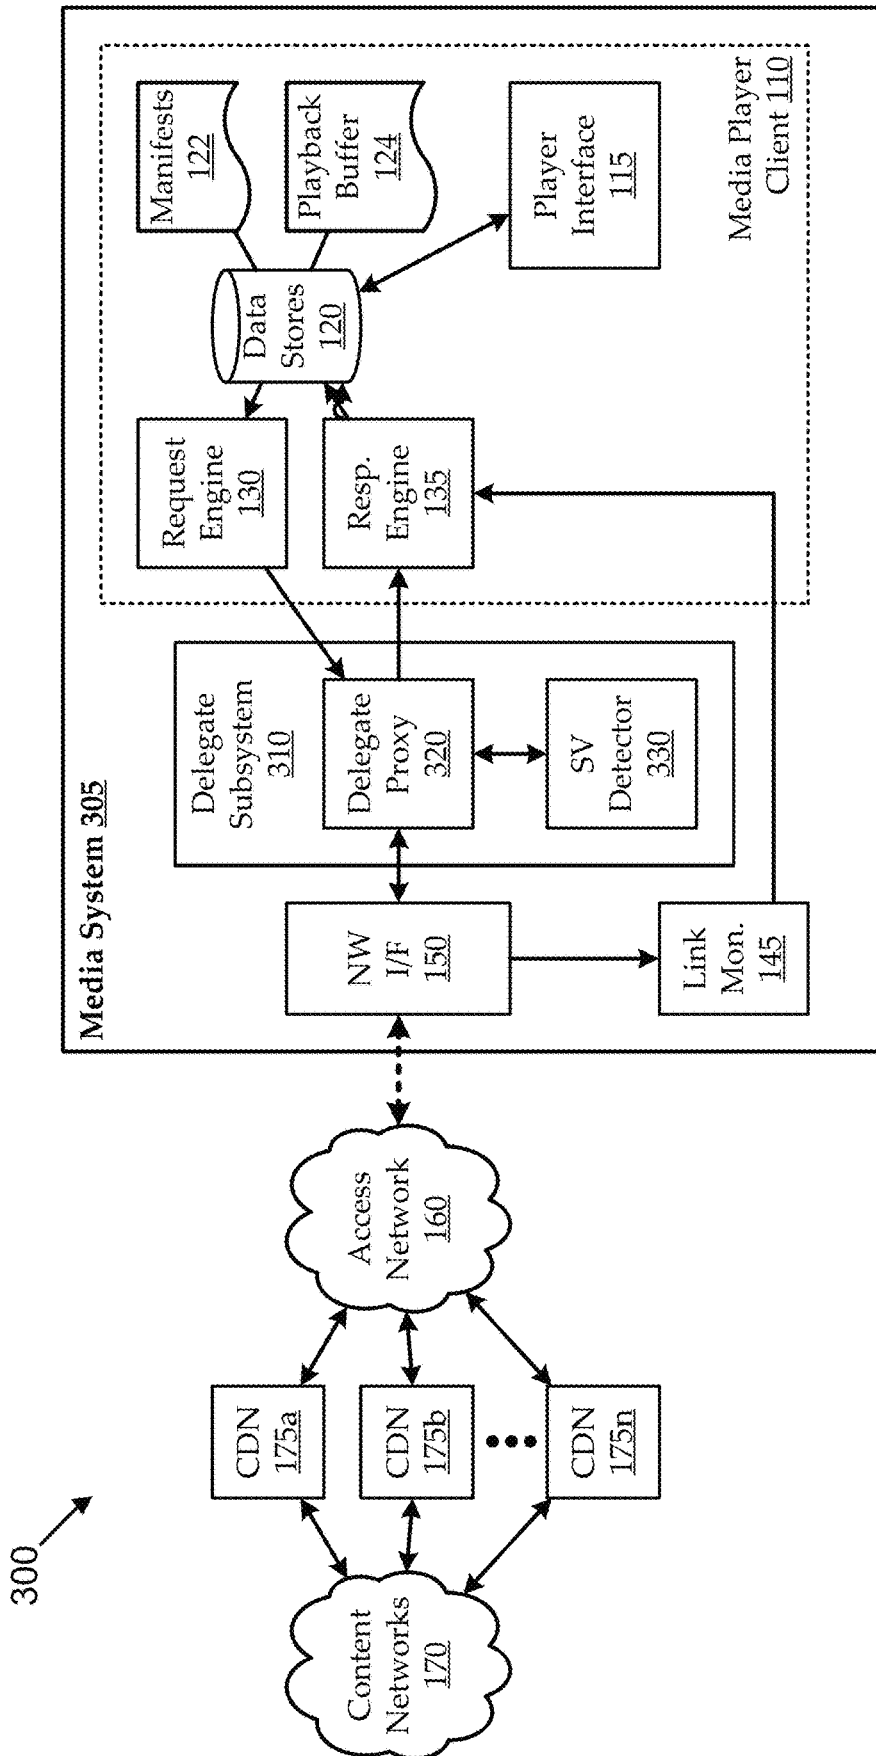 300
Content
Networks
170
CDN
175a
CDN
175b
CDN
175n
Access
Network
160
Media System 305
NW
I/F
150
Link
Mon.
145
Delegate
Subsystem
310
Delegate
Proxy
320
SV
Detector
330
Request
Engine
130
Resp.
Engine
135
Data
Stores
120
Manifests
122
Playback
Buffer
124
Player
Interface
115
Media Player
Client 110